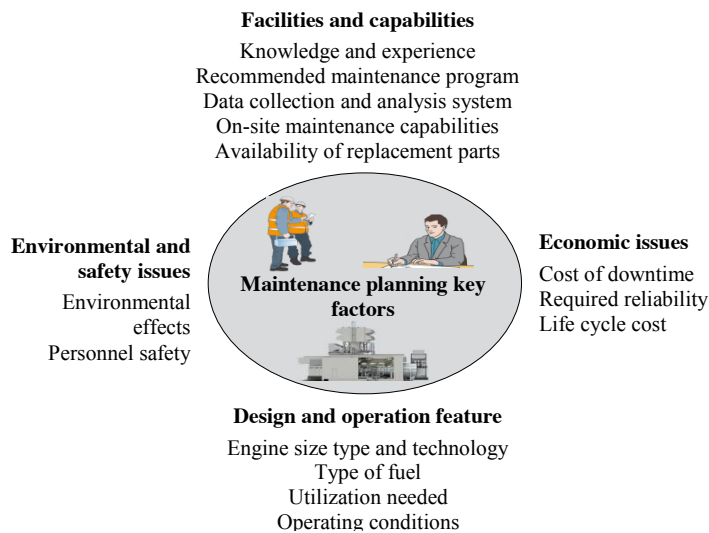 Facilities and capabilities
Knowledge and experience
Recommended maintenance program
Data collection and analysis system
On-site maintenance capabilities
Availability of replacement parts
Environmental and
safety issues
Environmental
effects
Personnel safety
Maintenance planning key
factors
Economic issues
Cost of downtime
Required reliability
Life cycle cost
Design and operation feature
Engine size type and technology
Type of fuel
Utilization needed
Operating conditions